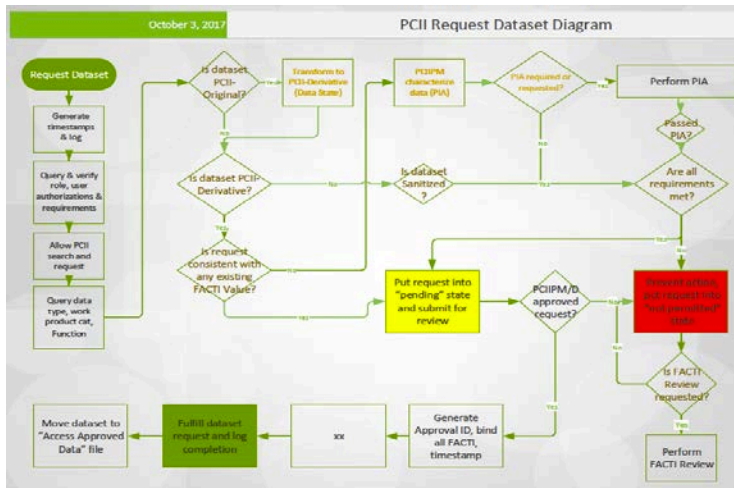 October 3, 2017
PCII Request Dataset Diagram
Request Dataset
Generate
timestamps
& log
Query & verify
role, user
authorizations &
requirements
Allow PCII
search and
request
Query data
type, work
product cat,
Function
Is dataset
PCII-
Original?
Yes
No
Transform to
PCII-Derivative
(Data State)
Is dataset PCII-
Derivative?
No
Yes
Is request
consistent with
any existing
FACTI Value?
No
Yes
PCIIPM
characterize
data (PIA)
PIA required or
requested?
Yes
No
Perform PIA
Passed
PIA?
Is dataset
Sanitized
?
Yes
Are all
requirements
met?
Yes
No
Put request into
"pending" state
and submit for
review
PCIIPM/D
approved
request?
No
Yes
Prevent action,
put request into
"not permitted"
state
Is FACTI
Review
requested?
No
Yes
Perform
FACTI Review
Generate
Approval ID, bind
all FACTI,
timestamp
xx
Fulfill dataset
request and log
completion
Move dataset to
"Access Approved
Data" file